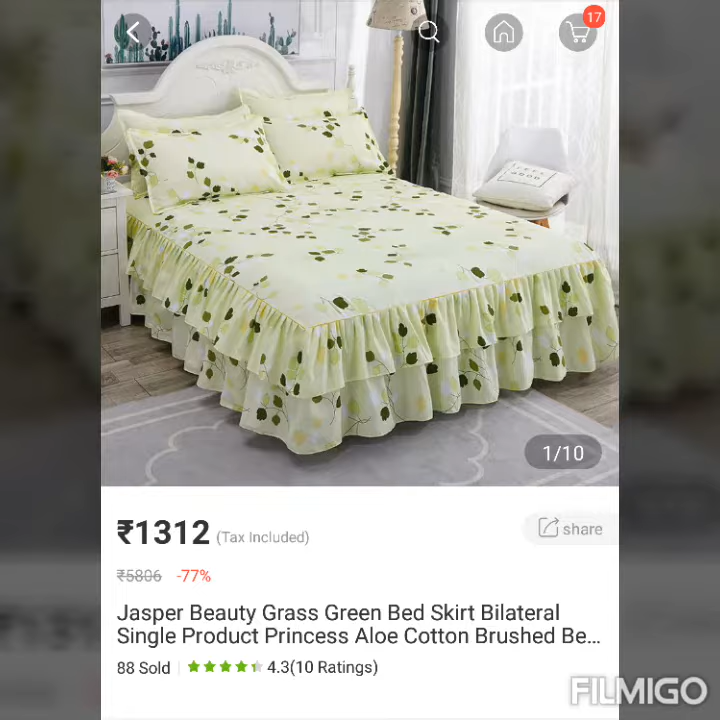 17
1/10
₹1312 (Tax Included)
share
₹5806 -77%
Jasper Beauty Grass Green Bed Skirt Bilateral
Single Product Princess Aloe Cotton Brushed Be...
88 Sold 4.3(10 Ratings)
FILMIGO